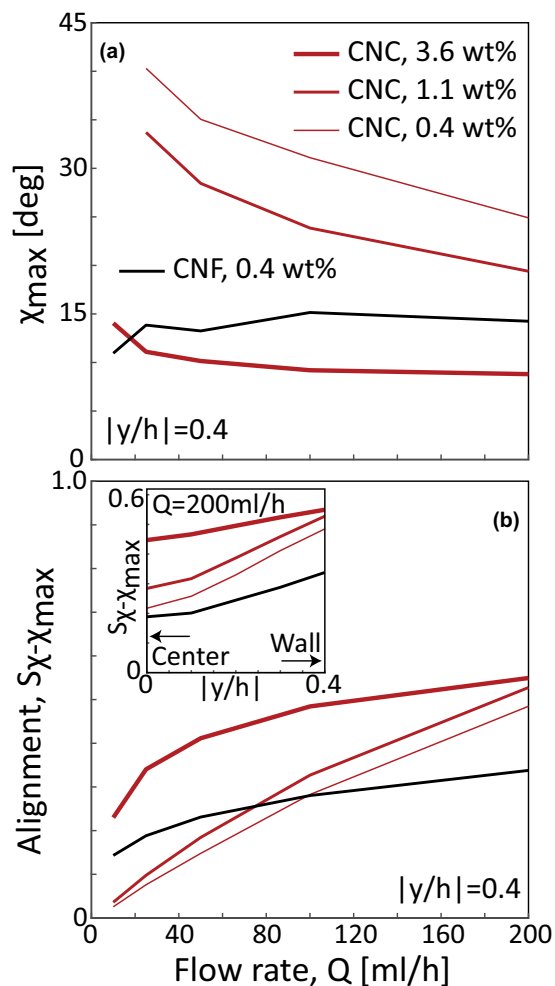 45
(a)
CNC, 3.6 wt%
CNC, 1.1 wt%
CNC, 0.4 wt%
30
χmax [deg]
CNF, 0.4 wt%
15
|y/h|=0.4
0
1.0
0.6
Q=200ml/h
(b)
Sχ-χmax
Center
Wall
0
0
|y/h|
0.4
Alignment, Sχ-χmax
|y/h|=0.4
0
0
40
80
120
160
200
Flow rate, Q [ml/h]